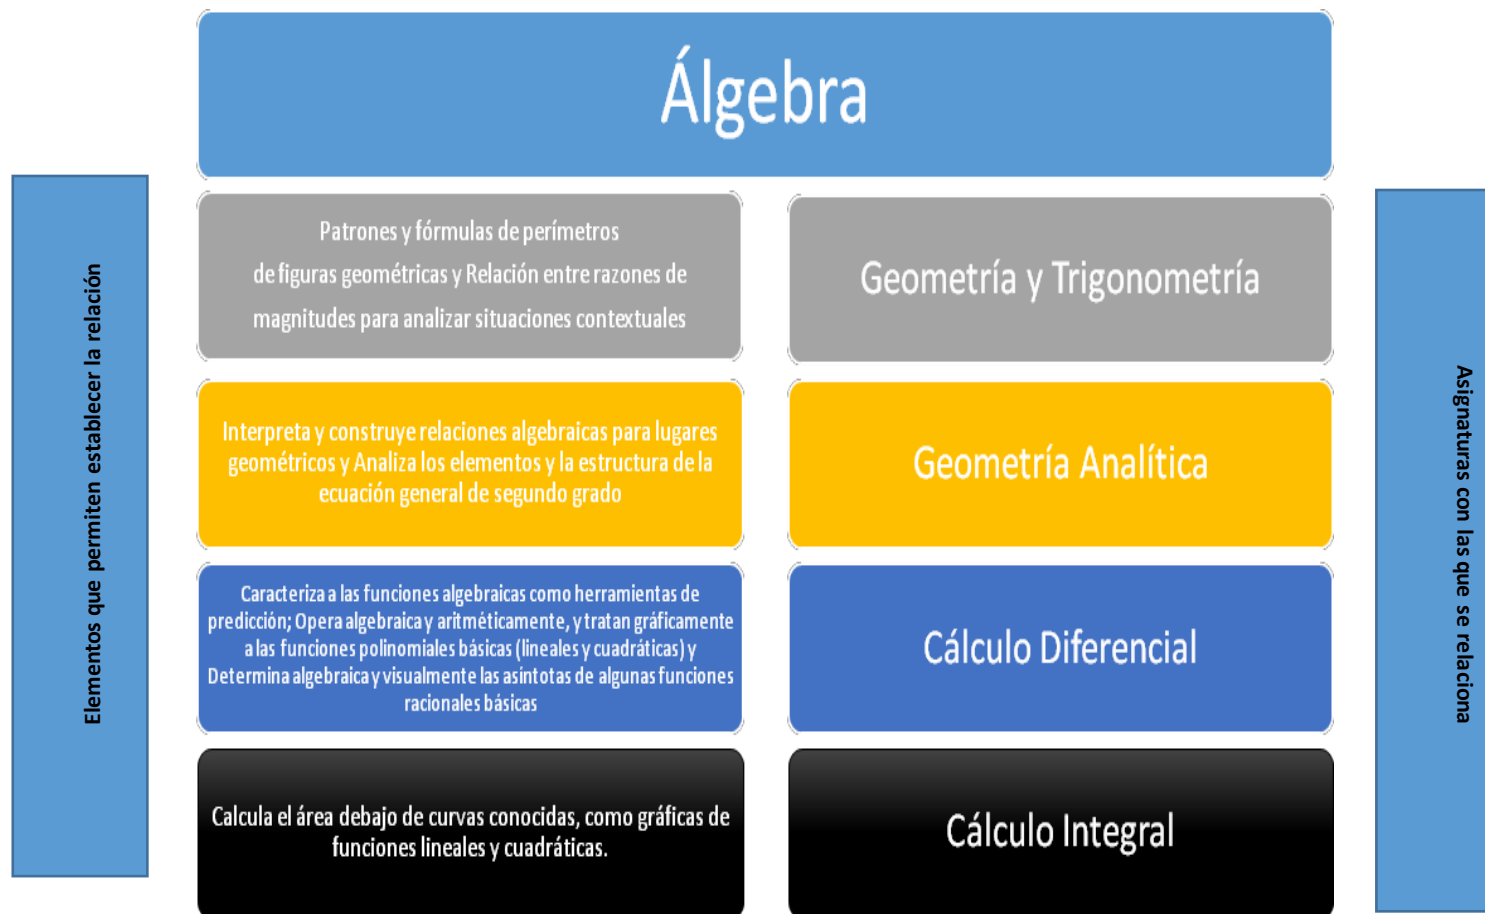 Álgebra
Elementos que permiten establecer la relación
Patrones y fórmulas de perímetros
de figuras geométricas y Relación entre razones de
magnitudes para analizar situaciones contextuales
Geometría y Trigonometría
Interpreta y construye relaciones algebraicas para lugares
geométricos y Analiza los elementos y la estructura de la
ecuación general de segundo grado
Geometría Analítica
Caracteriza a las funciones algebraicas como herramientas de
predicción; Opera algebraica y aritméticamente, y tratan gráficamente
a las funciones polinomiales básicas (lineales y cuadráticas) y
Determina algebraica y visualmente las asíntotas de algunas funciones
racionales básicas
Cálculo Diferencial
Calcula el área debajo de curvas conocidas, como gráficas de
funciones lineales y cuadráticas.
Cálculo Integral
Asignaturas con las que se relaciona